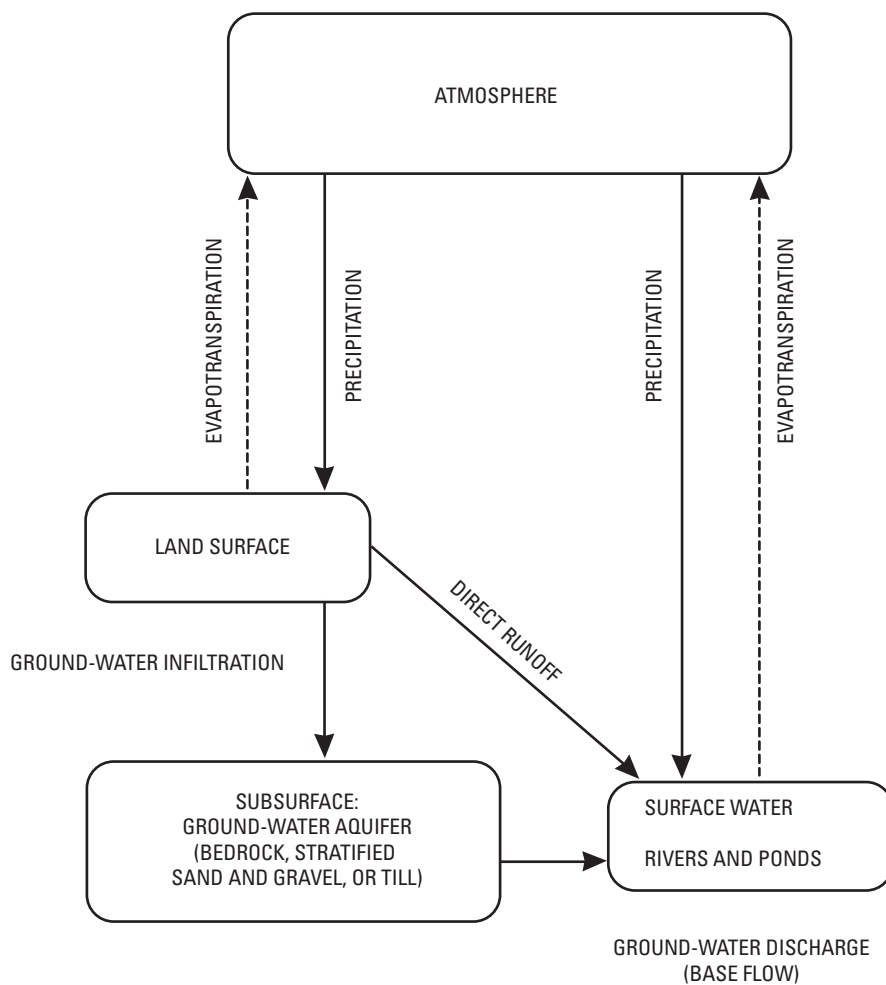 ATMOSPHERE
EVAPOTRANSPIRATION
PRECIPITATION
PRECIPITATION
EVAPOTRANSPIRATION
LAND SURFACE
DIRECT RUNOFF
GROUND-WATER INFILTRATION
SUBSURFACE:
GROUND-WATER AQUIFER
(BEDROCK, STRATIFIED
SAND AND GRAVEL, OR TILL)
SURFACE WATER
RIVERS AND PONDS
GROUND-WATER DISCHARGE
(BASE FLOW)